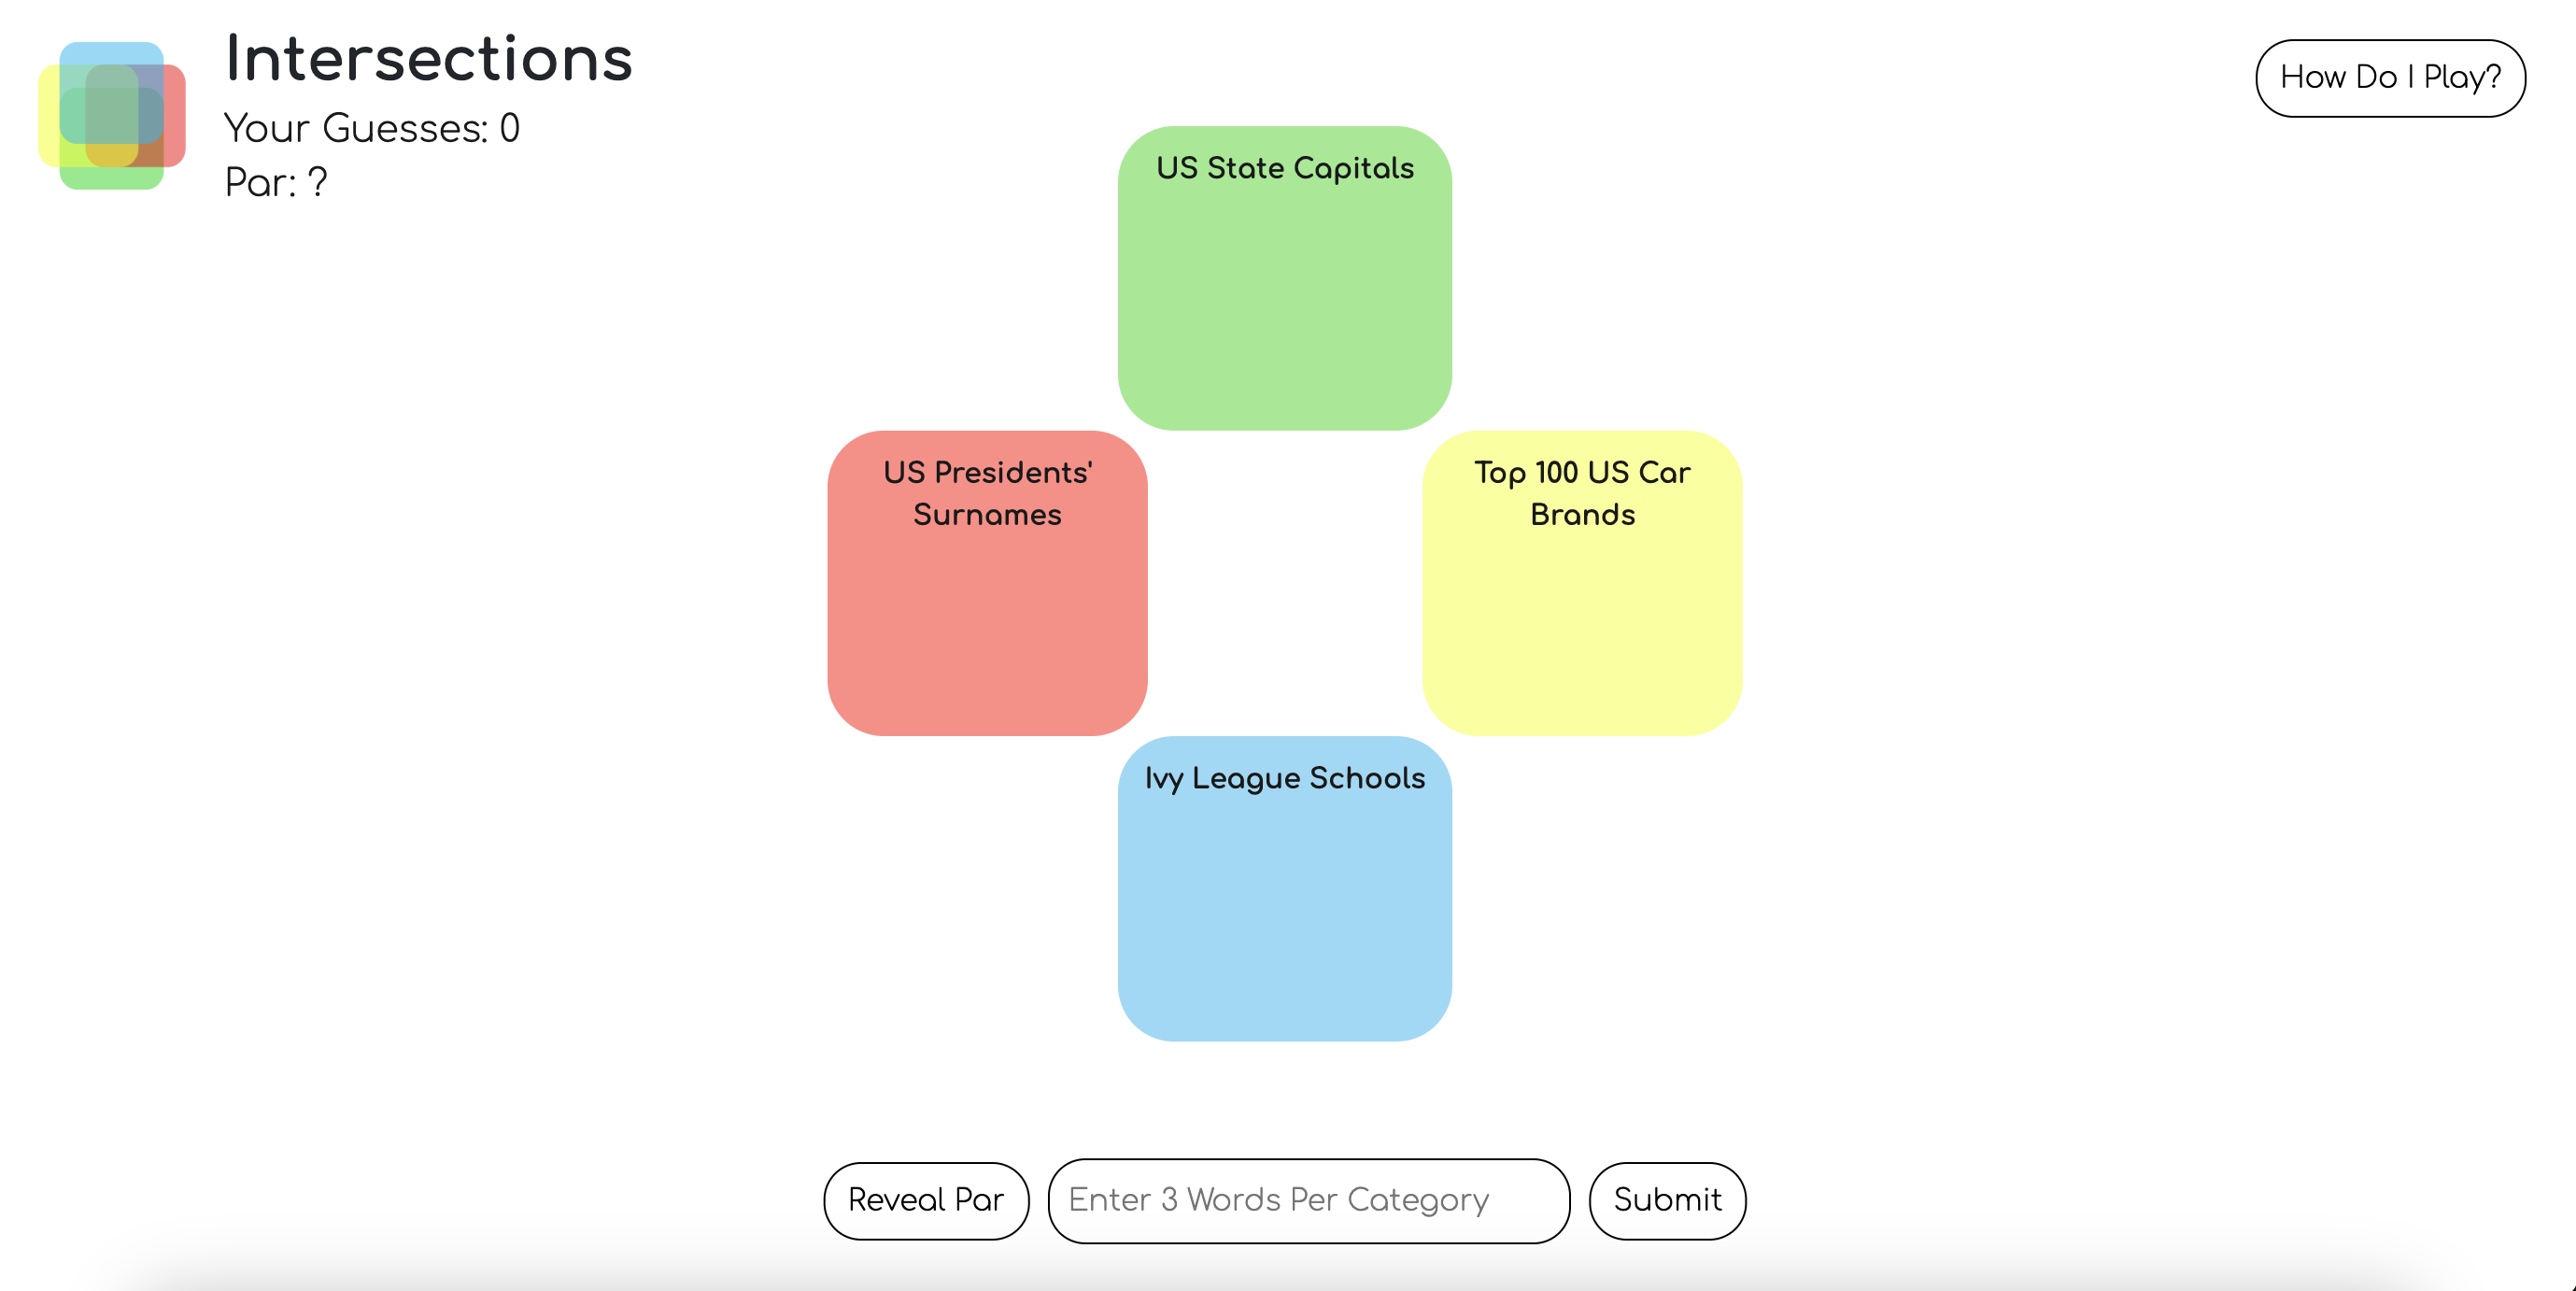 Intersections
Your Guesses: 0
Par: ?
How Do I Play?
US State Capitals
US Presidents'
Surnames
Top 100 US Car
Brands
Ivy League Schools
Reveal Par
Enter 3 Words Per Category
Submit